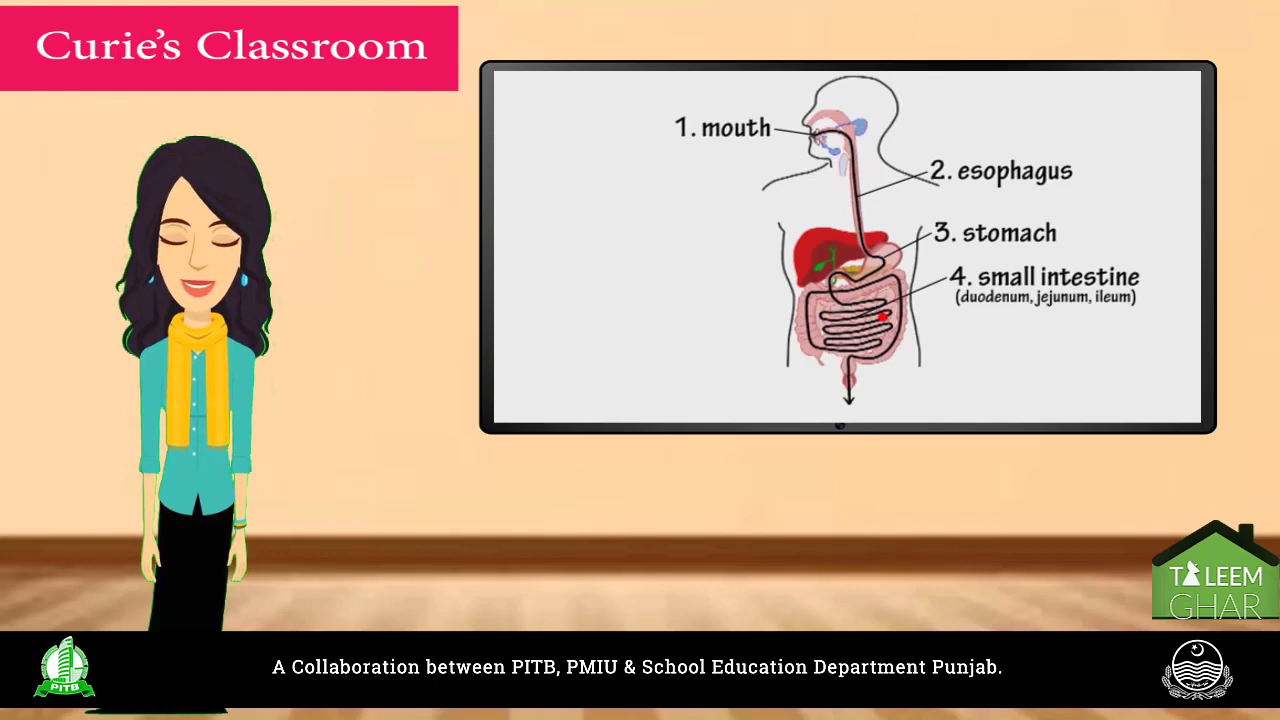 Curie's Classroom
1. mouth
2. esophagus
3. stomach
4. small intestine
(duodenum, jejunum, ileum)
TALEEM
GHAR
PITB
A Collaboration between PITB, PMIU & School Education Department Punjab.